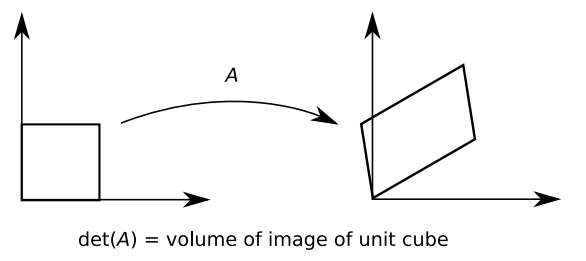 A
det(A) = volume of image of unit cube